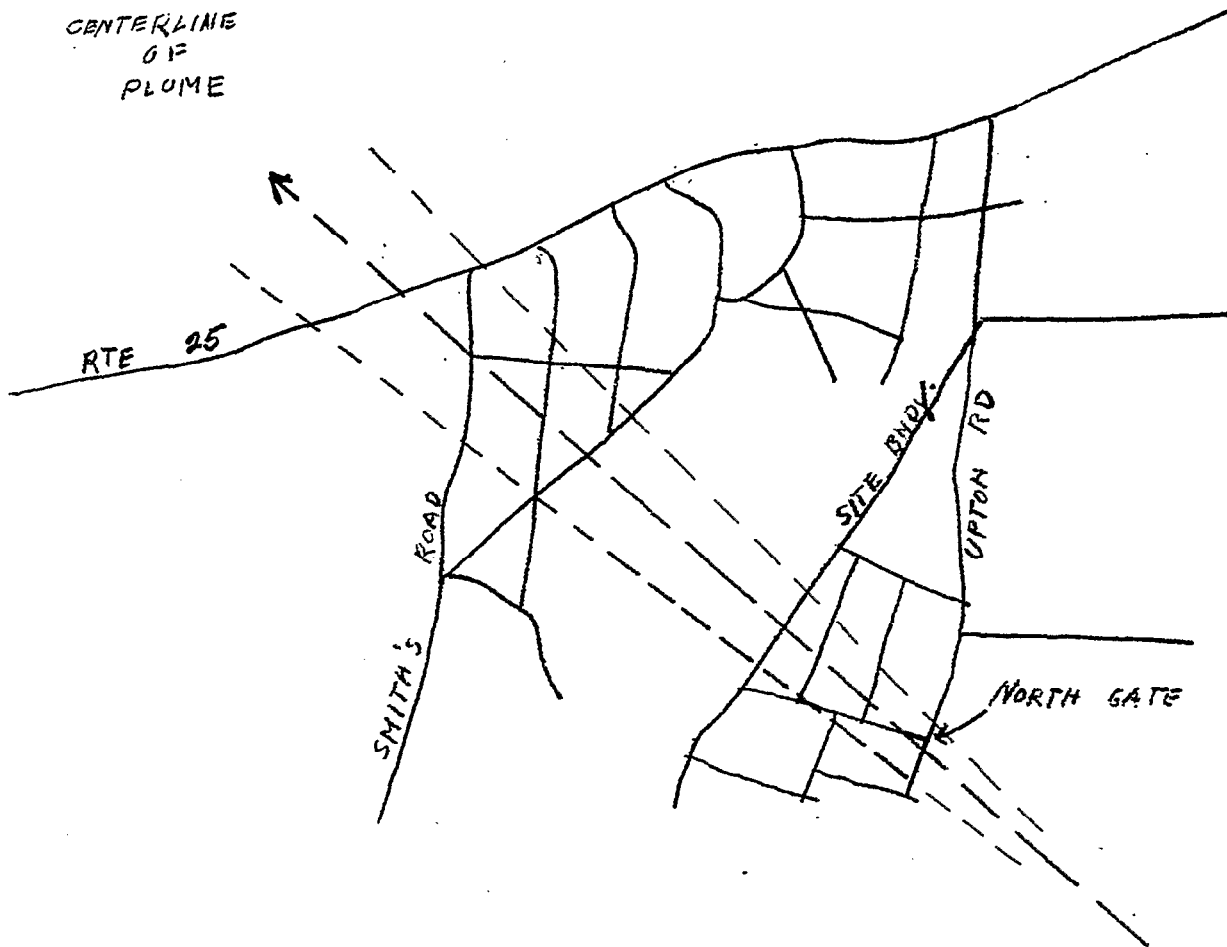 CENTERLINE
OF
PLUME
RTE 25
SITE BNDY.
UPTON RD
SMITH'S ROAD
NORTH GATE